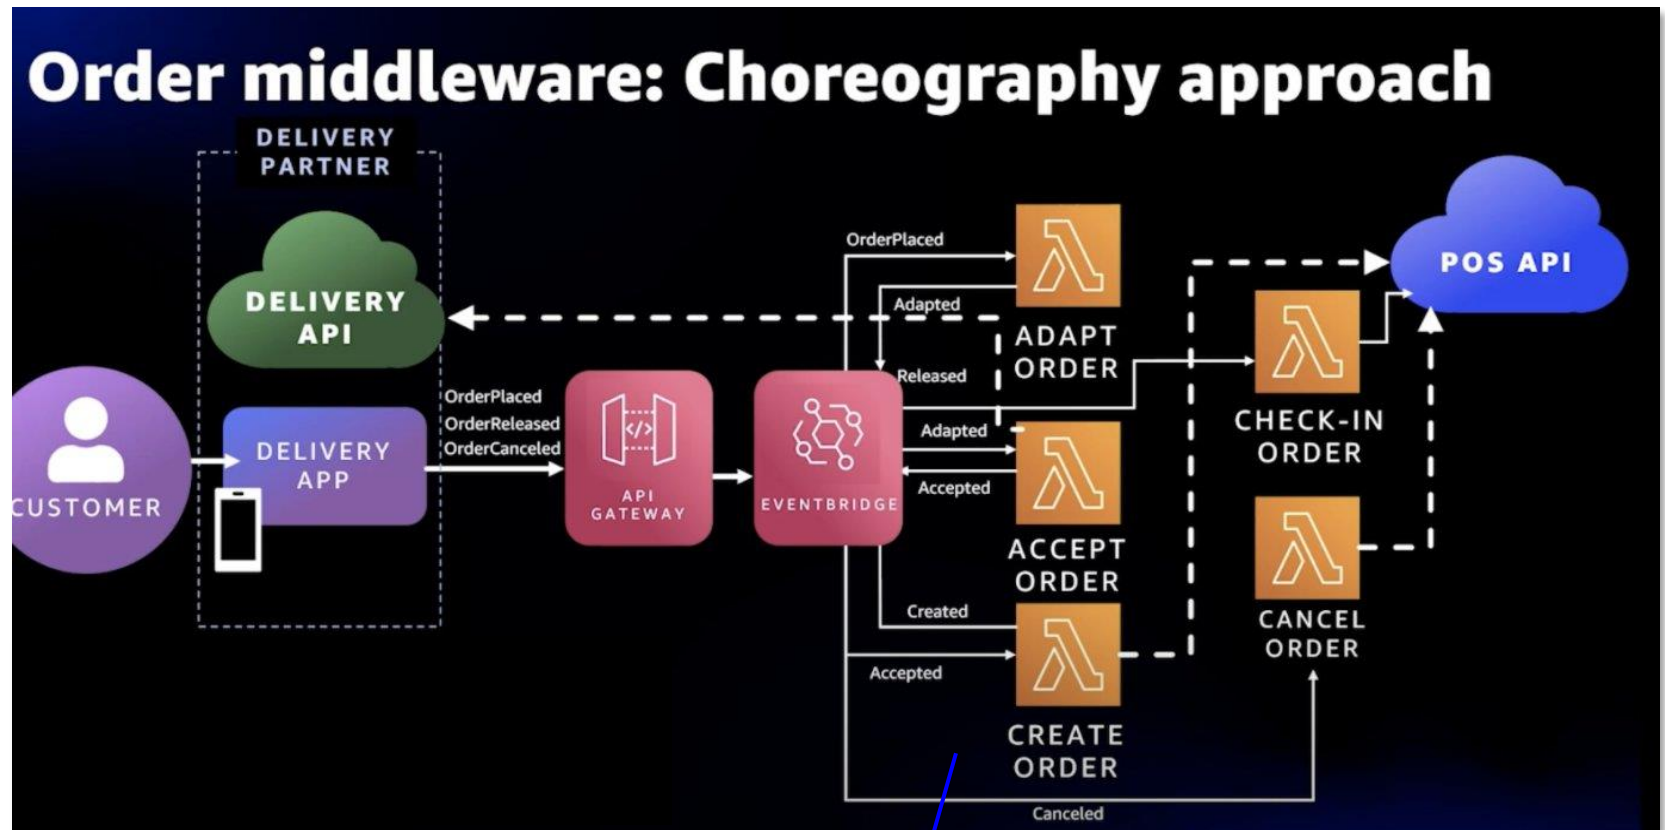 Order middleware: Choreography approach
DELIVERY
PARTNER
DELIVERY
API
CUSTOMER
DELIVERY
APP
OrderPlaced
OrderReleased
OrderCanceled
</>
API
GATEWAY
EVENTBRIDGE
OrderPlaced
Adapted
ADAPT
ORDER
Released
Adapted
Accepted
ACCEPT
ORDER
Created
Accepted
CREATE
ORDER
Canceled
CHECK-IN
ORDER
CANCEL
ORDER
POS API